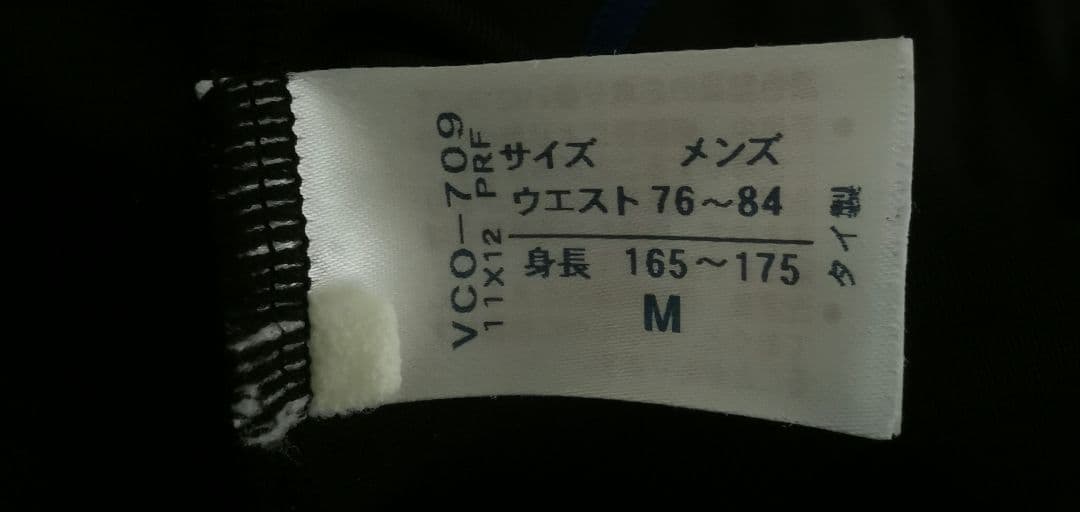 サイズ メンズ
ウエスト 76～84
身長 165～175
M
VCO-709
11X12 PRF
タイ製